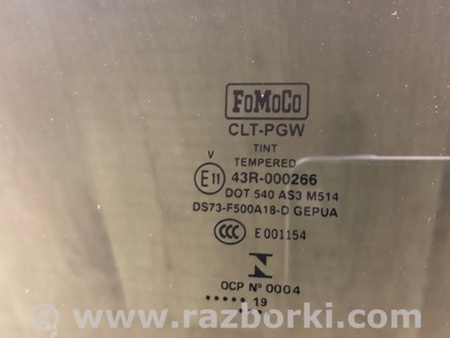 FoMoCo
CLT-PGW
TINT
TEMPERED
V
E11 43R-000266
DOT 540 AS3 M514
DS73-F500A18-D GEPUA
CCC E 001154
N
OCP Nº 0004
19
www.razborki.com